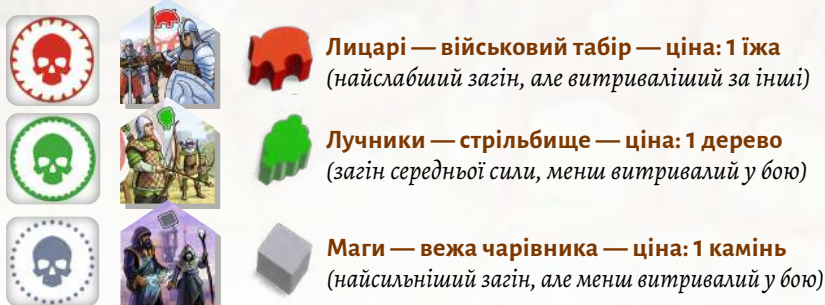 Лицарі — військовий табір — ціна: 1 їжа
(найслабший загін, але витриваліший за інші)
Лучники — стрільбище — ціна: 1 дерево
(загін середньої сили, менш витривалий у бою)
Маги — вежа чарівника — ціна: 1 камінь
(найсильніший загін, але менш витривалий у бою)